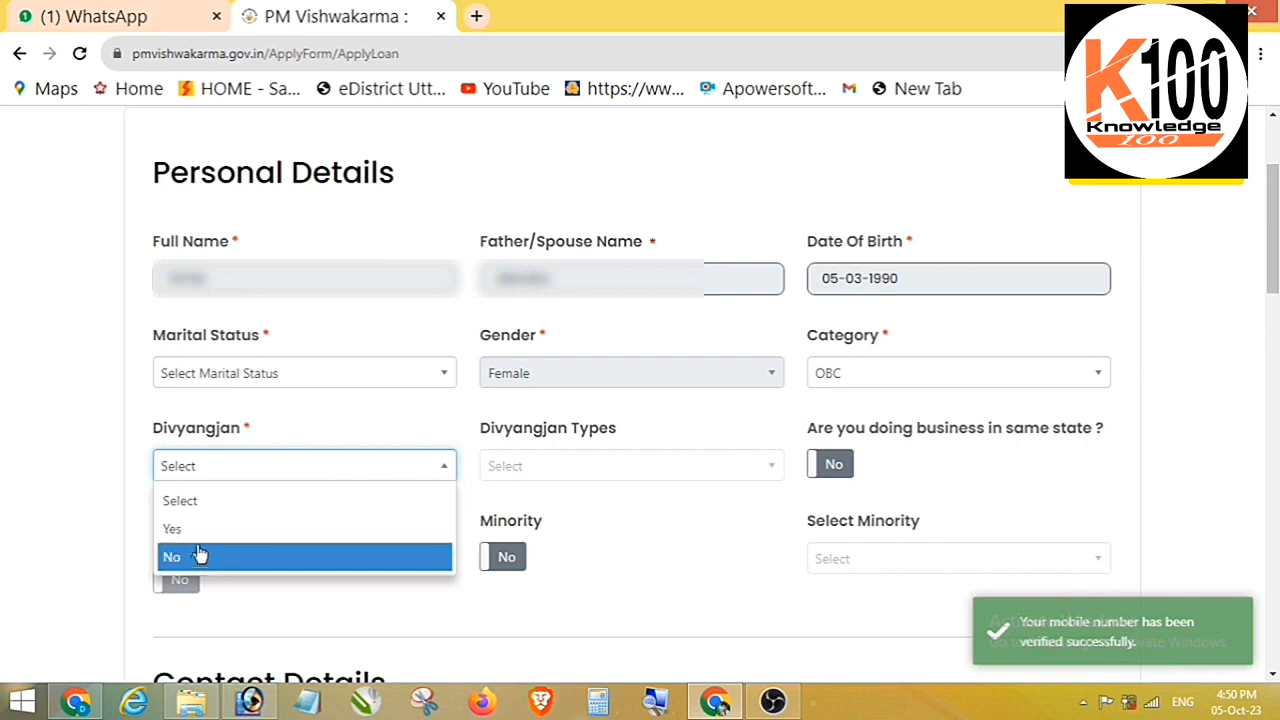 (1) WhatsApp
PM Vishwakarma :
pmvishwakarma.gov.in/ApplyForm/ApplyLoan
Maps Home HOME - Sa... eDistrict Utt... YouTube https://ww... Apowersoft... New Tab
K100
Knowledge
100
Personal Details
Full Name *
Father/Spouse Name *
Date Of Birth *
05-03-1990
Marital Status *
Gender *
Category *
Select Marital Status
Female
OBC
Divyangjan *
Divyangjan Types
Are you doing business in same state ?
Select
Select
No
Select
Yes
No
No
Minority
No
Select Minority
Select
Your mobile number has been
verified successfully.
Contact Details
ENG
4:50 PM
05-Oct-23